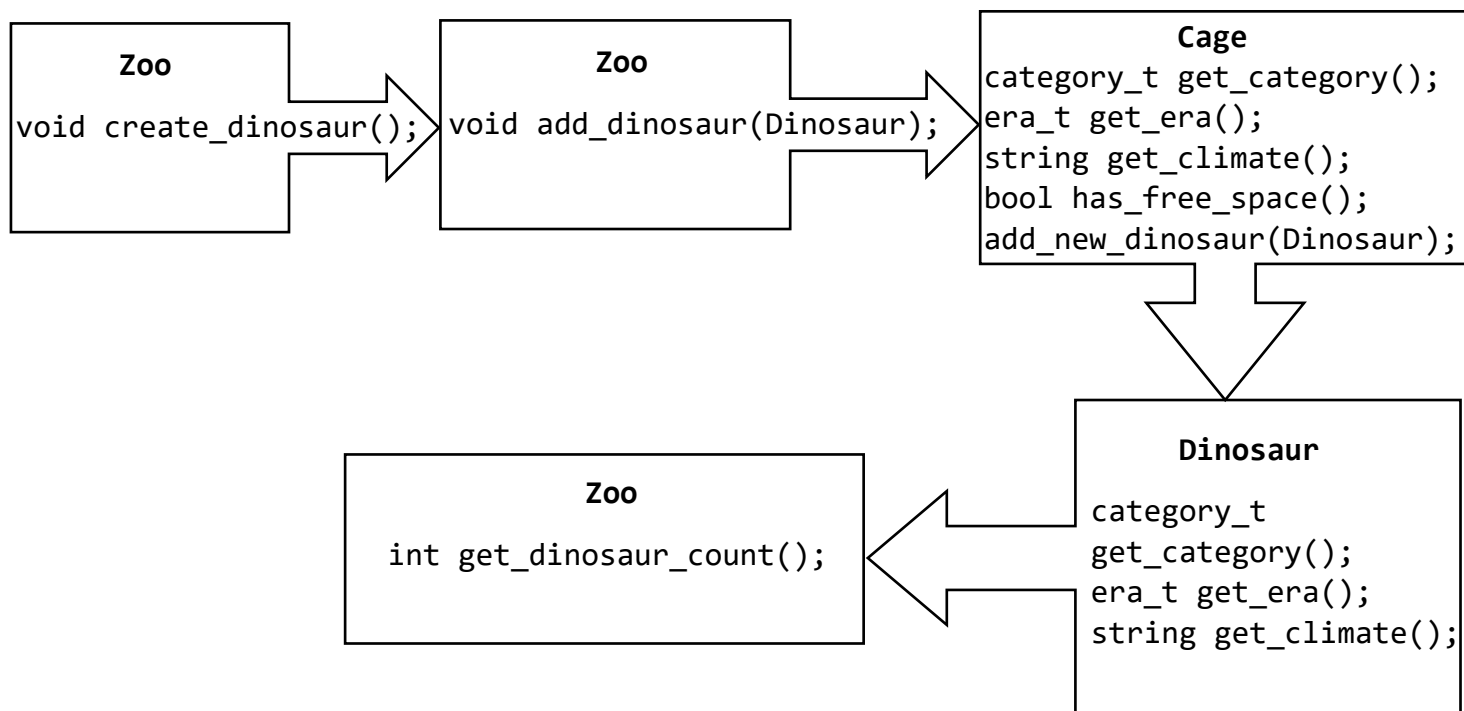 Zoo
void create_dinosaur();
Zoo
void add_dinosaur(Dinosaur);
Cage
category_t get_category();
era_t get_era();
string get_climate();
bool has_free_space();
add_new_dinosaur(Dinosaur);
Dinosaur
category_t
get_category();
era_t get_era();
string get_climate();
Zoo
int get_dinosaur_count();